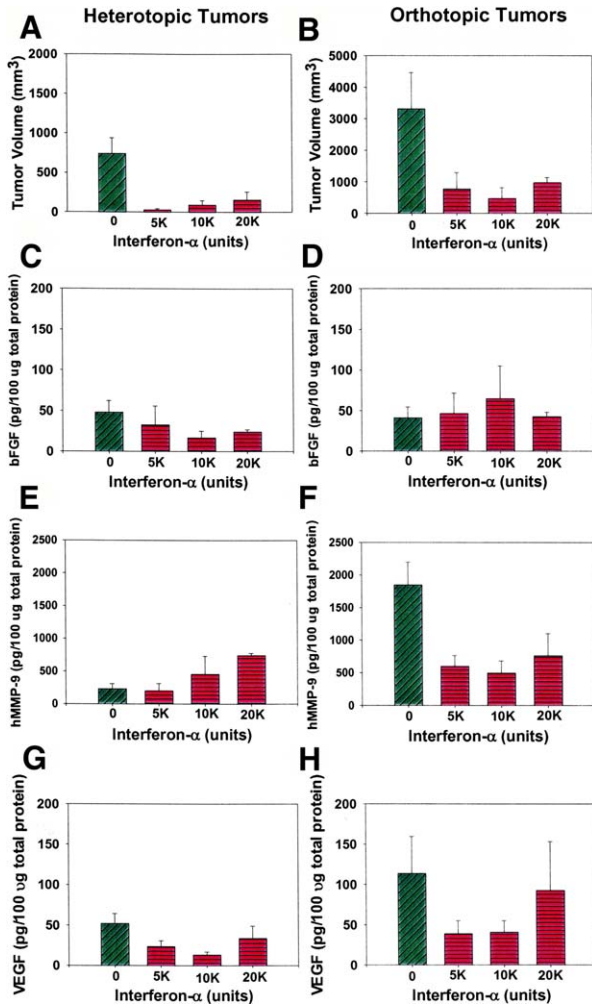 Heterotopic Tumors
Orthotopic Tumors
A
Tumor Volume (mm3)
2000
1500
1000
500
0
0 5K 10K 20K
Interferon-α (units)
B
Tumor Volume (mm3)
5000
4000
3000
2000
1000
0
0 5K 10K 20K
Interferon-α (units)
C
bFGF (pg/100 ug total protein)
200
150
100
50
0
0 5K 10K 20K
Interferon-α (units)
D
bFGF (pg/100 ug total protein)
200
150
100
50
0
0 5K 10K 20K
Interferon-α (units)
E
hMMP-9 (pg/100 ug total protein)
2500
2000
1500
1000
500
0
0 5K 10K 20K
Interferon-α (units)
F
hMMP-9 (pg/100 ug total protein)
2500
2000
1500
1000
500
0
0 5K 10K 20K
Interferon-α (units)
G
VEGF (pg/100 ug total protein)
200
150
100
50
0
0 5K 10K 20K
Interferon-α (units)
H
VEGF (pg/100 ug total protein)
200
150
100
50
0
0 5K 10K 20K
Interferon-α (units)